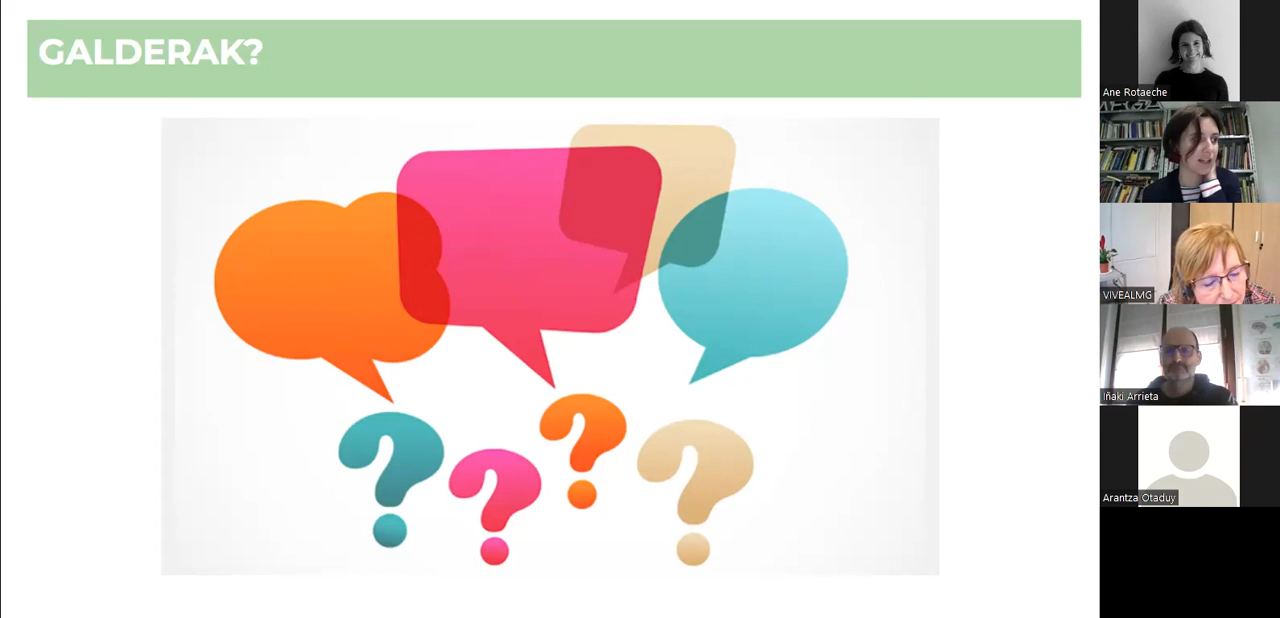 GALDERAK?
Ane Rotaeche
VIVEALMG
Iñaki Arrieta
Arantza Otaduy